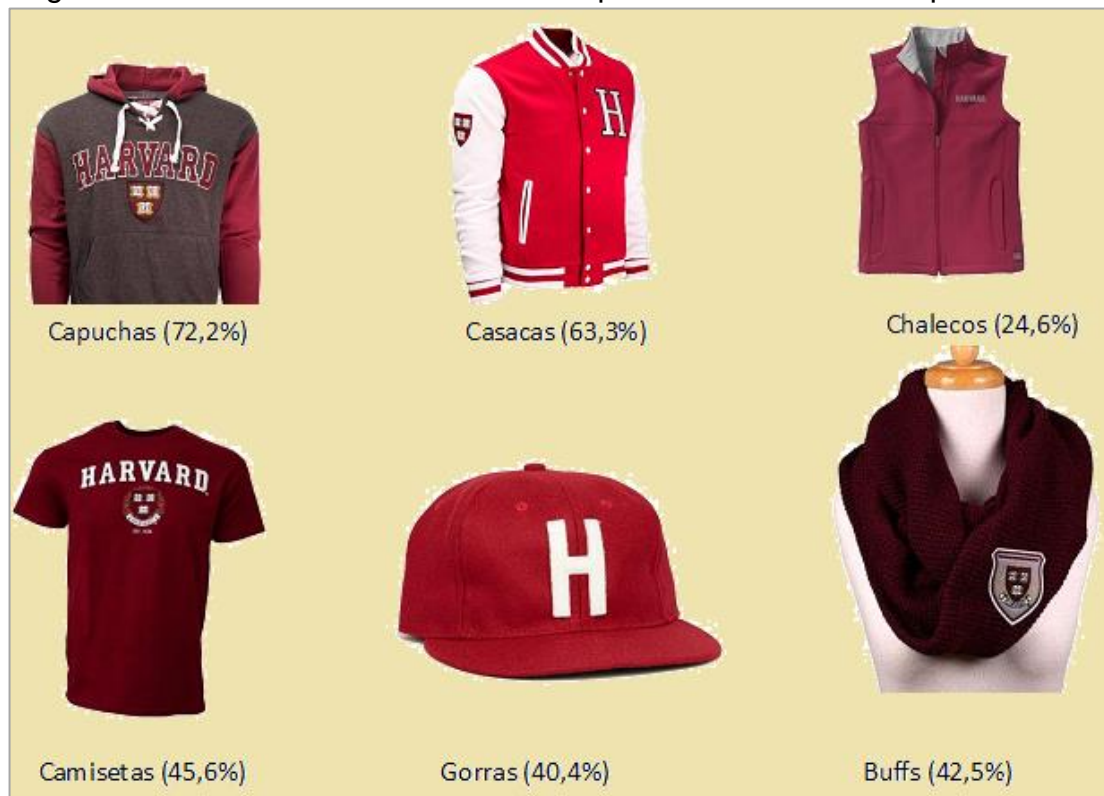 HARVARD
H
HARVARD
Capuchas (72,2%)
Casacas (63,3%)
Chalecos (24,6%)
HARVARD
H
Camisetas (45,6%)
Gorras (40,4%)
Buffs (42,5%)